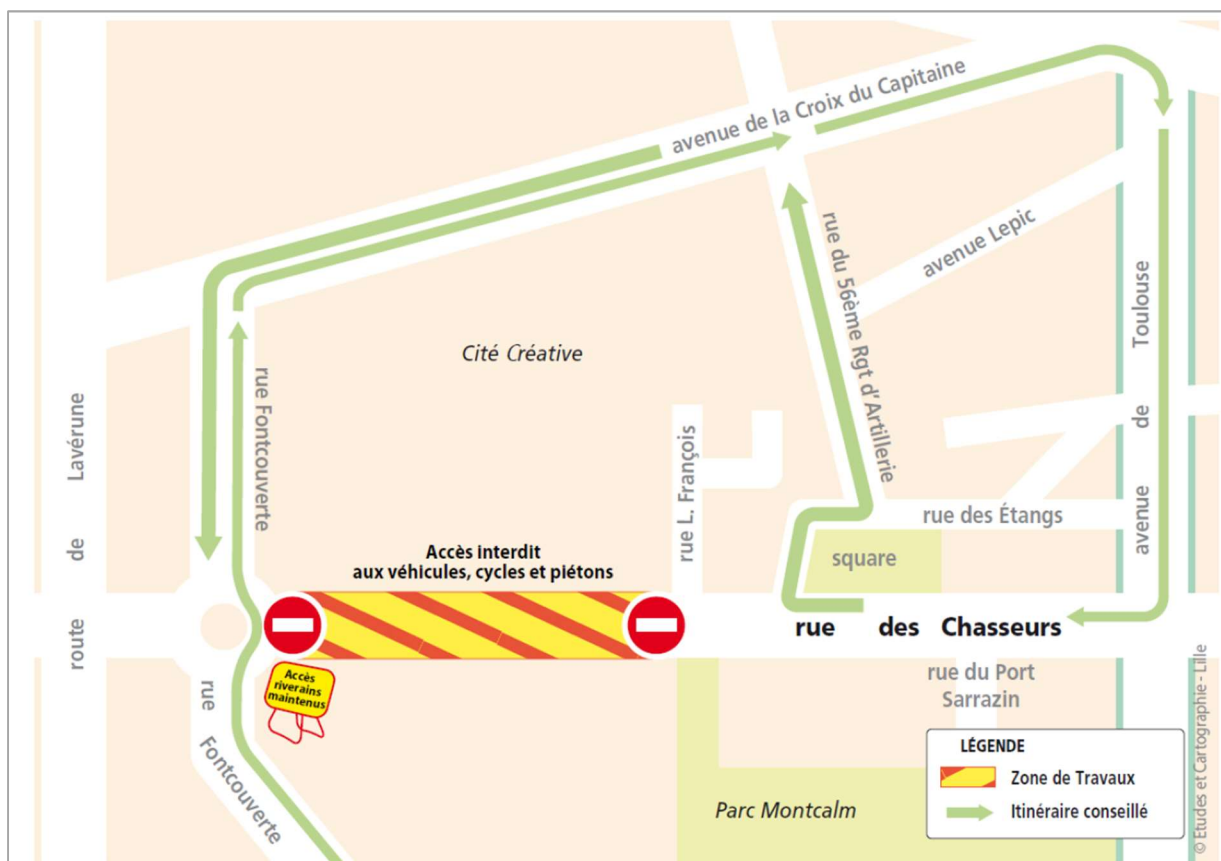 avenue de la Croix du Capitaine
rue du 56ème Rgt d'Artillerie
avenue Lepic
avenue de Toulouse
Cité Créative
rue Fontcouverte
route de Lavérune
rue L. François
rue des Étangs
square
Accès interdit
aux véhicules, cycles et piétons
rue des Chasseurs
Accès
riverains
maintenus
rue Fontcouverte
rue du Port
Sarrazin
Parc Montcalm
LÉGENDE
Zone de Travaux
Itinéraire conseillé
© Etudes et Cartographie - Lille